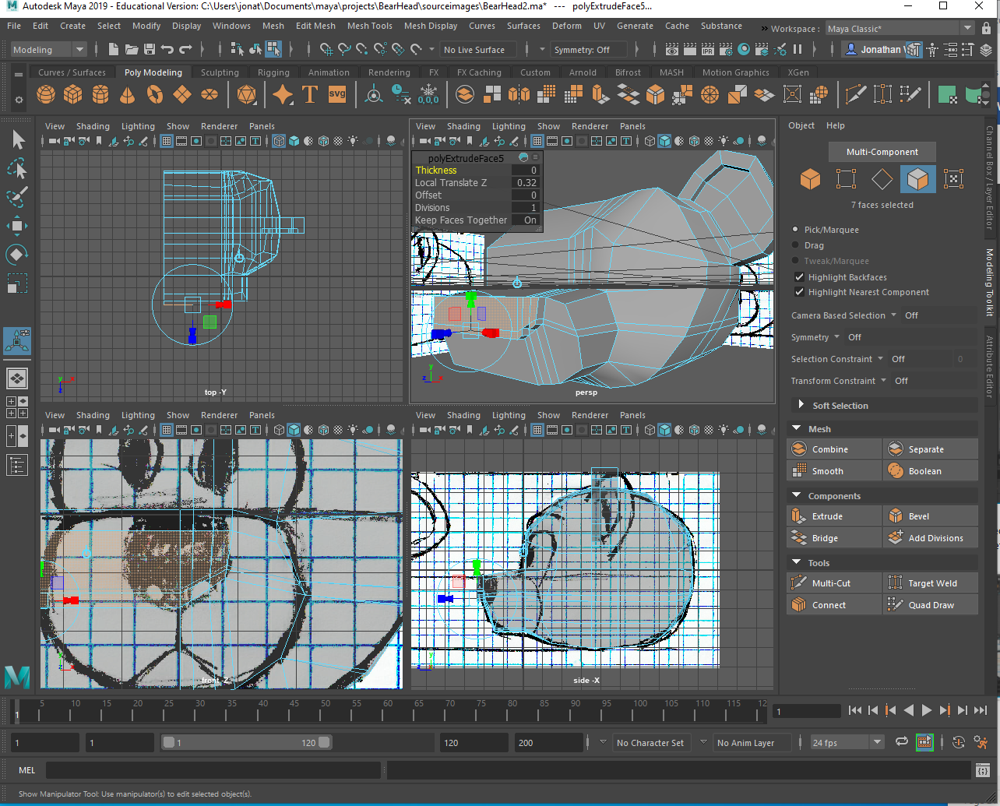 Autodesk Maya 2019 - Educational Version: C:\Users\jonat\Documents\maya\projects\BearHead\sourceimages\BearHead2.ma* --- polyExtrudeFace5...
File Edit Create Select Modify Display Windows Mesh Edit Mesh Mesh Tools Mesh Display Curves Surfaces Deform UV Generate Cache Substance » Workspace : Maya Classic*
Modeling No Live Surface Symmetry: Off IPR Jonathan
Curves / Surfaces Poly Modeling Sculpting Rigging Animation Rendering FX FX Caching Custom Arnold Bifrost MASH Motion Graphics XGen
T svg 0,0,0
View Shading Lighting Show Renderer Panels
View Shading Lighting Show Renderer Panels
Object Help
Multi-Component
7 faces selected
Pick/Marquee
Drag
Tweak/Marquee
Highlight Backfaces
Highlight Nearest Component
Camera Based Selection Off
Symmetry Off
Selection Constraint Off 0
Transform Constraint Off
Soft Selection
Mesh
Combine Separate
Smooth Boolean
Components
Extrude Bevel
Bridge Add Divisions
Tools
Multi-Cut Target Weld
Connect Quad Draw
Channel Box / Layer Editor
Modeling Toolkit
Attribute Editor
polyExtrudeFace5
Thickness 0
Local Translate Z 0.32
Offset 0
Divisions 1
Keep Faces Together On
y x z
top -Y
y z x
persp
View Shading Lighting Show Renderer Panels
View Shading Lighting Show Renderer Panels
front -Z
side -X
5 10 15 20 25 30 35 40 45 50 55 60 65 70 75 80 85 90 95 100 105 110 115 12
1 1
1 1 1 120 120 200 No Character Set No Anim Layer 24 fps
MEL
Show Manipulator Tool: Use manipulator(s) to edit selected object(s).